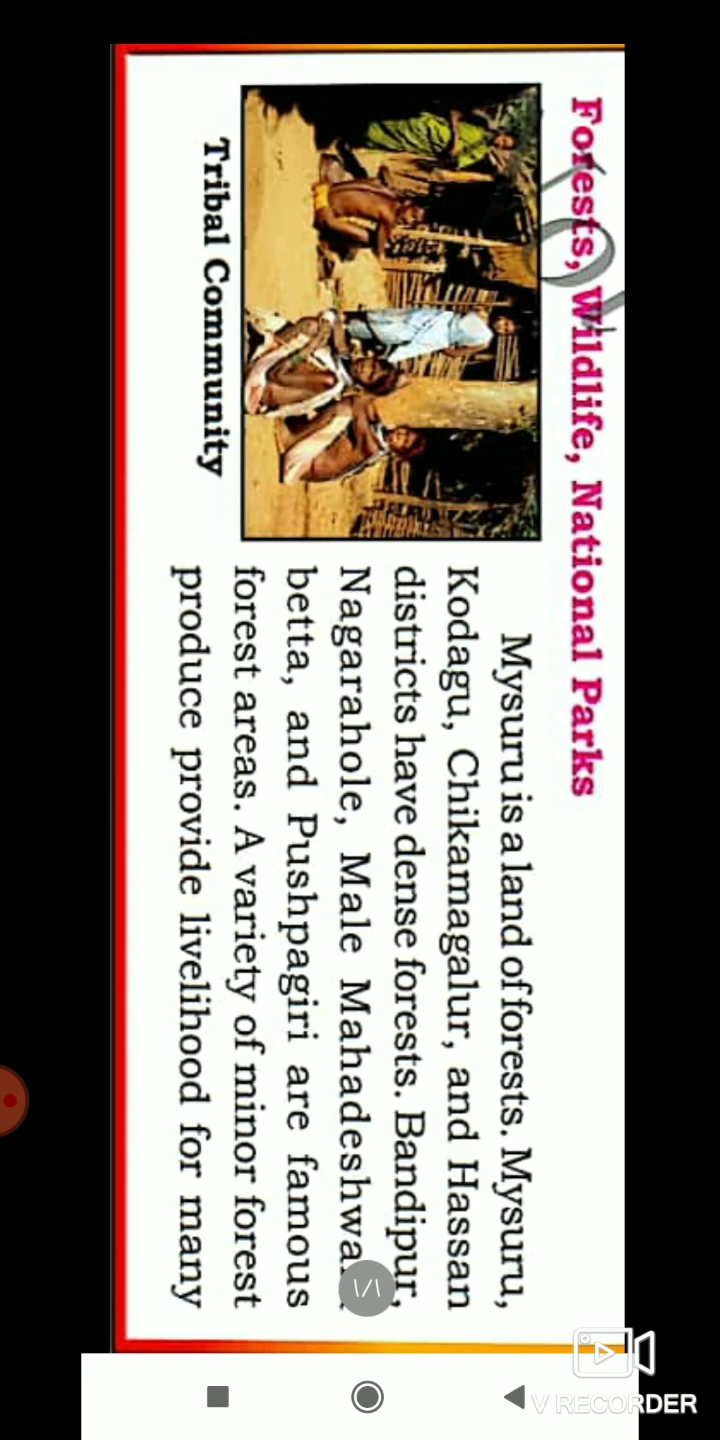 Forests, Wildlife, National Parks
Tribal Community
Mysuru is a land of forests. Mysuru,
Kodagu, Chikamagalur, and Hassan
districts have dense forests. Bandipur,
Nagarahole, Male
betta, and Pushpagiri are famous
forest areas. A variety of minor forest
produce provide livelihood for many
V RECORDER